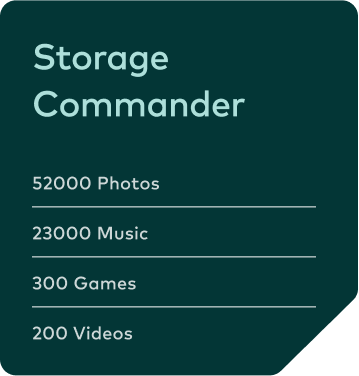 Storage
Commander
52000 Photos
23000 Music
300 Games
200 Videos